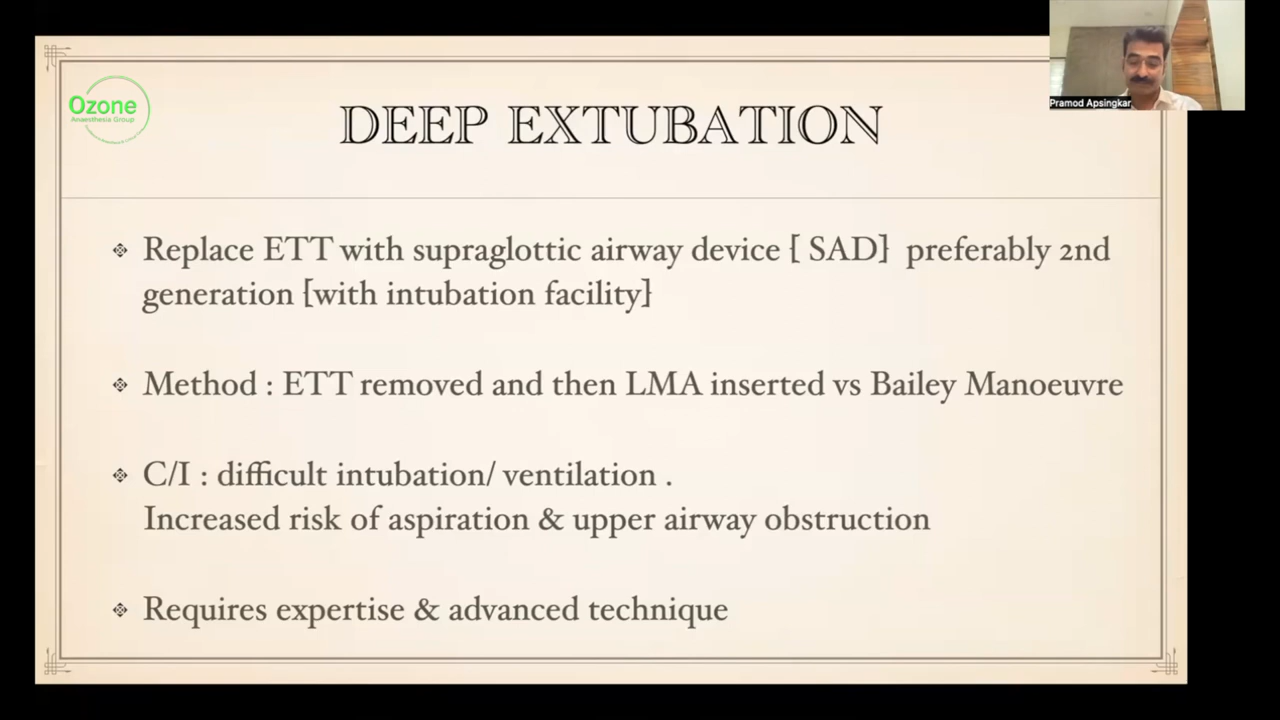 Ozone
Anaesthesia Group
DEEP EXTUBATION
Pramod Apsingkar
Replace ETT with supraglottic airway device [ SAD]  preferably 2nd
generation [with intubation facility]
Method : ETT removed and then LMA inserted vs Bailey Manoeuvre
C/I : difficult intubation/ ventilation .
Increased risk of aspiration & upper airway obstruction
Requires expertise & advanced technique